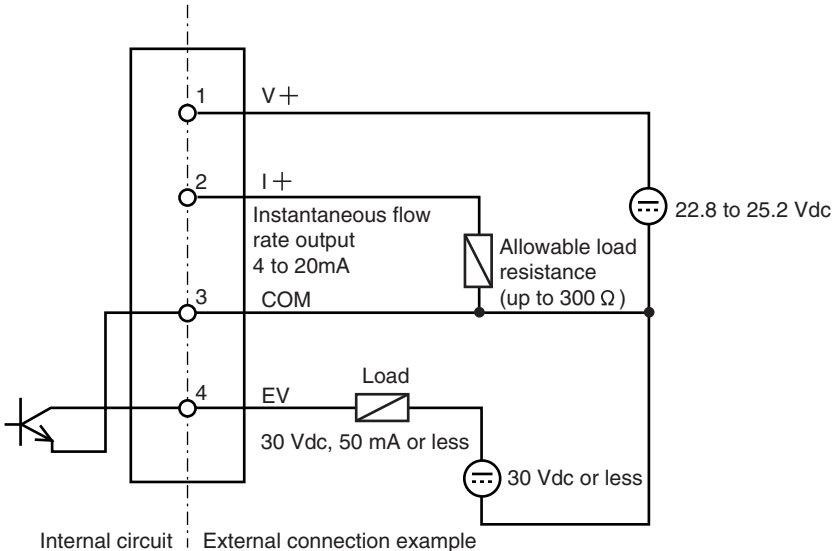 1
V+
2
I+
Instantaneous flow
rate output
4 to 20mA
22.8 to 25.2 Vdc
Allowable load
resistance
(up to 300 Ω)
3
COM
4
EV
Load
30 Vdc, 50 mA or less
30 Vdc or less
Internal circuit
External connection example